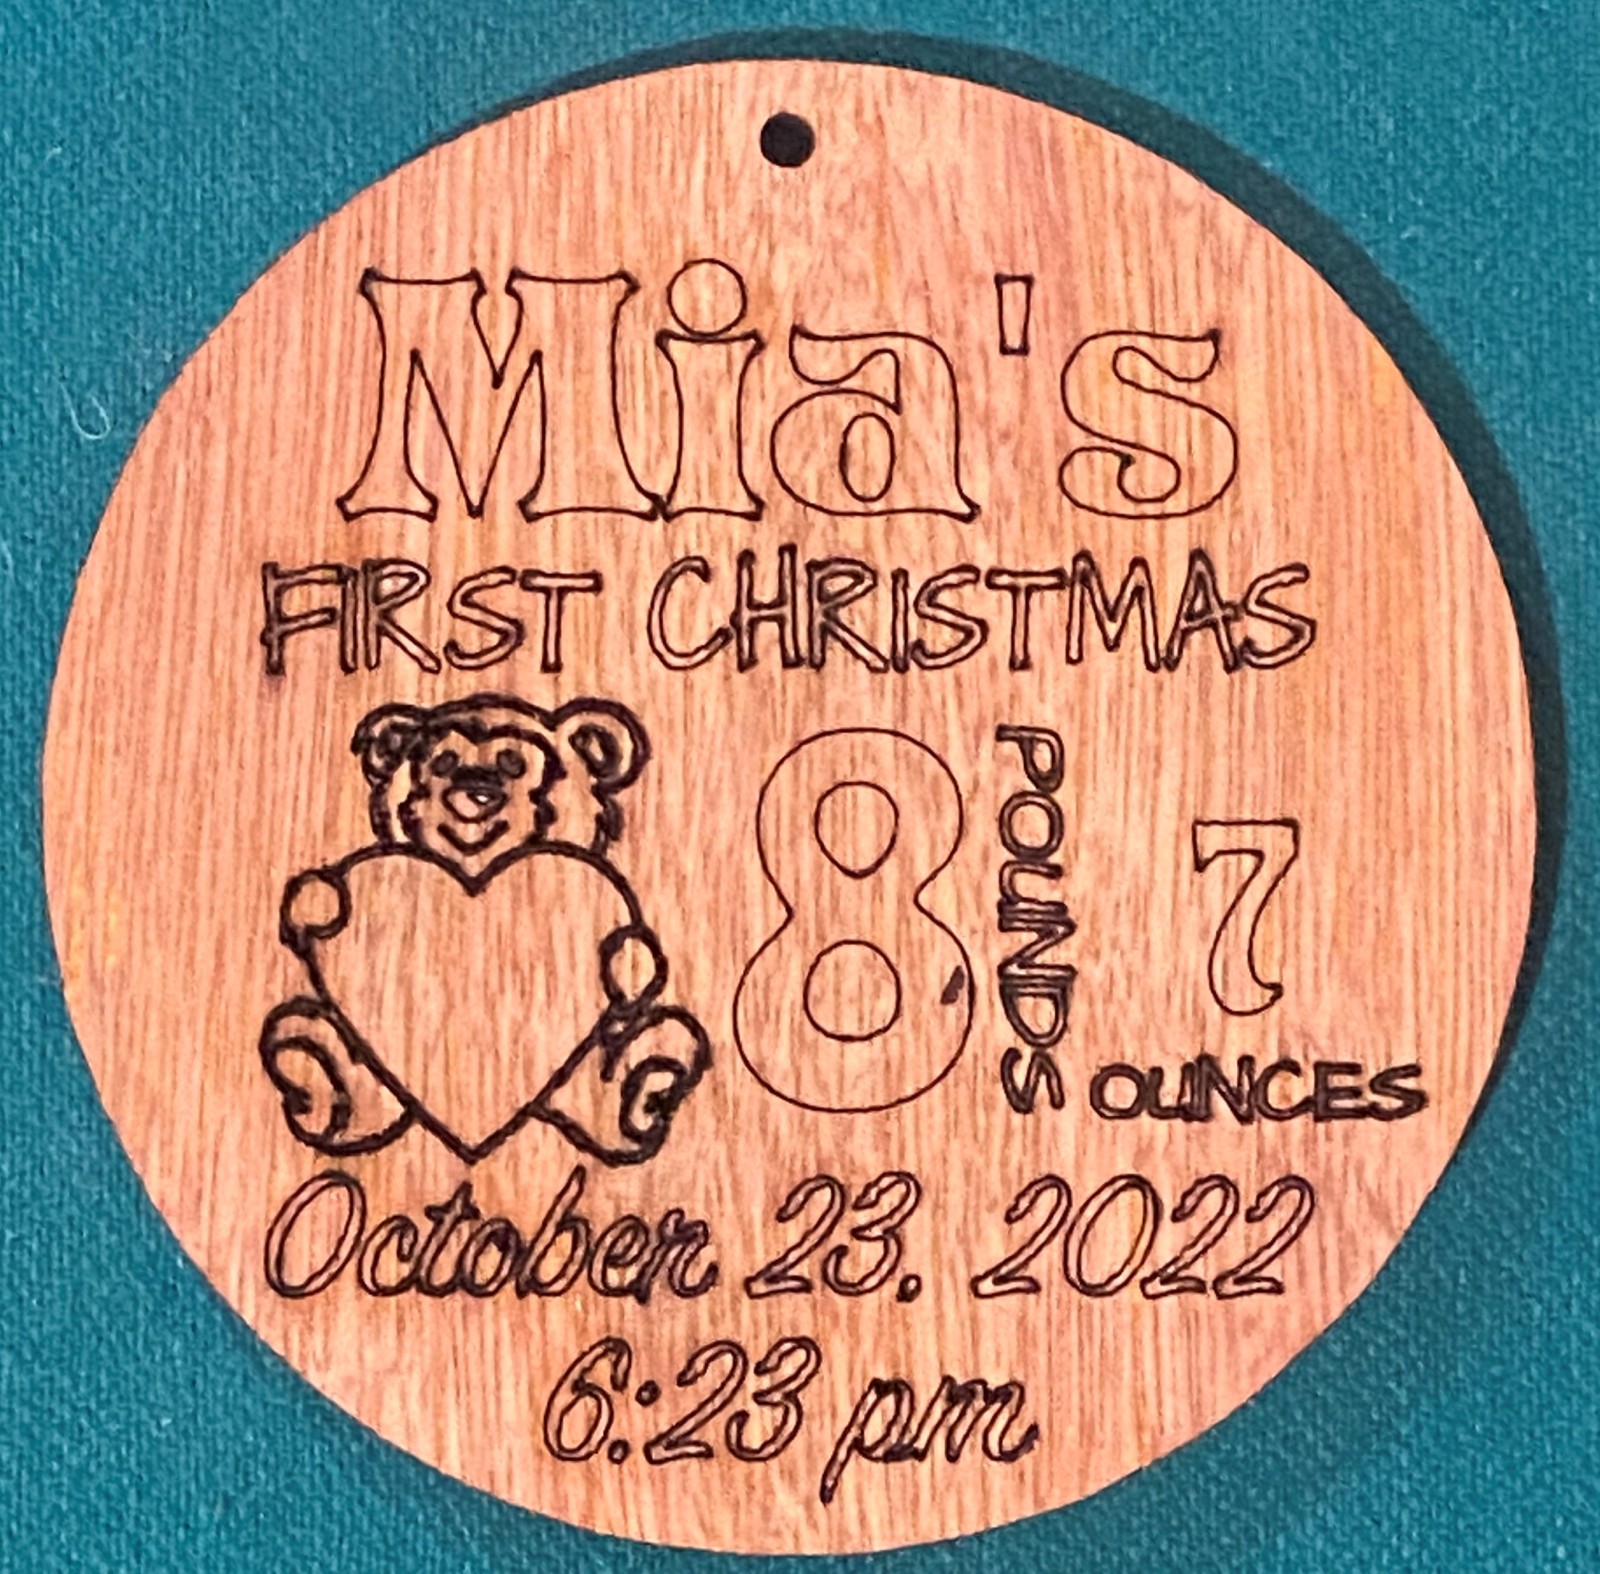 Mia's
FIRST CHRISTMAS
8 POUNDS 7
OUNCES
October 23. 2022
6:23 pm